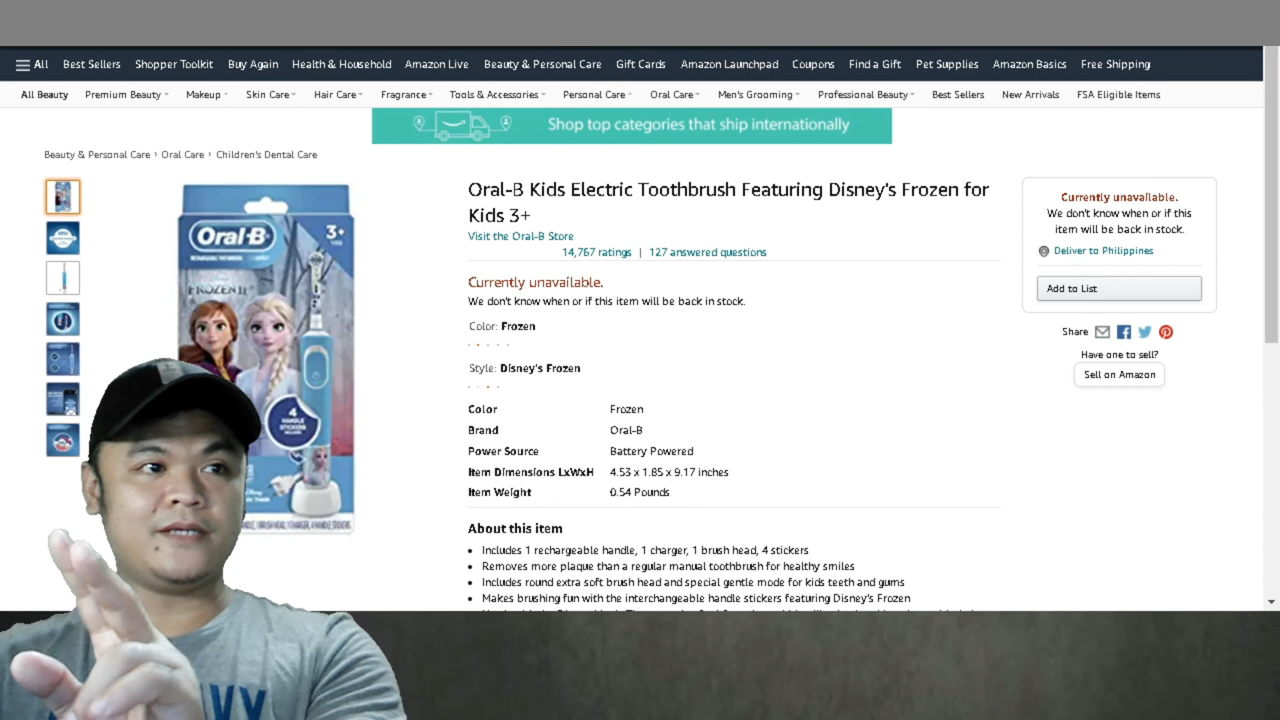 All Best Sellers Shopper Toolkit Buy Again Health & Household Amazon Live Beauty & Personal Care Gift Cards Amazon Launchpad Coupons Find a Gift Pet Supplies Amazon Basics Free Shipping
All Beauty Premium Beauty Makeup Skin Care Hair Care Fragrance Tools & Accessories Personal Care Oral Care Men's Grooming Professional Beauty Best Sellers New Arrivals FSA Eligible Items
Shop top categories that ship internationally
Beauty & Personal Care › Oral Care › Children's Dental Care
Oral-B
3+
FROZEN II
4
HANDLE
STICKERS
Oral-B Kids Electric Toothbrush Featuring Disney's Frozen for
Kids 3+
Visit the Oral-B Store
14,767 ratings | 127 answered questions
Currently unavailable.
We don't know when or if this item will be back in stock.
Color: Frozen
Style: Disney's Frozen
Color Frozen
Brand Oral-B
Power Source Battery Powered
Item Dimensions LxWxH 4.53 x 1.85 x 9.17 inches
Item Weight 0.54 Pounds
About this item
• Includes 1 rechargeable handle, 1 charger, 1 brush head, 4 stickers
• Removes more plaque than a regular manual toothbrush for healthy smiles
• Includes round extra soft brush head and special gentle mode for kids teeth and gums
• Makes brushing fun with the interchangeable handle stickers featuring Disney's Frozen
Currently unavailable.
We don't know when or if this
item will be back in stock.
Deliver to Philippines
Add to List
Share
Have one to sell?
Sell on Amazon